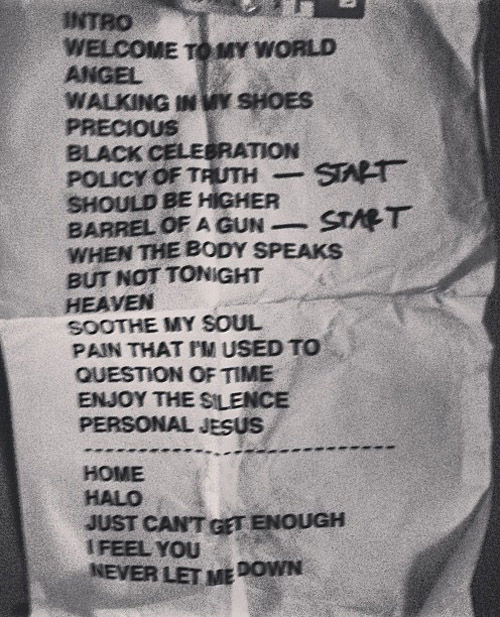 INTRO
WELCOME TO MY WORLD
ANGEL
WALKING IN MY SHOES
PRECIOUS
BLACK CELEBRATION
POLICY OF TRUTH — START
SHOULD BE HIGHER
BARREL OF A GUN — START
WHEN THE BODY SPEAKS
BUT NOT TONIGHT
HEAVEN
SOOTHE MY SOUL
PAIN THAT I'M USED TO
QUESTION OF TIME
ENJOY THE SILENCE
PERSONAL JESUS
--------------------------------
HOME
HALO
JUST CAN'T GET ENOUGH
I FEEL YOU
NEVER LET ME DOWN